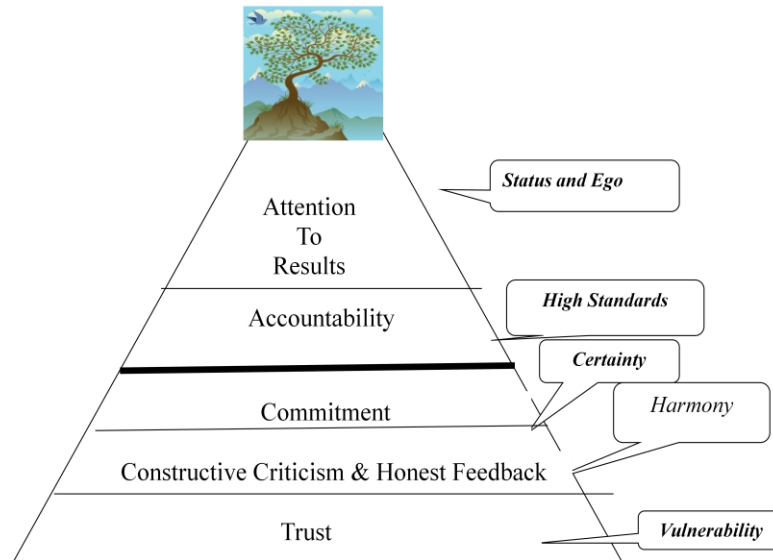 Status and Ego
Attention
To
Results
High Standards
Accountability
Certainty
Harmony
Commitment
Constructive Criticism & Honest Feedback
Trust
Vulnerability